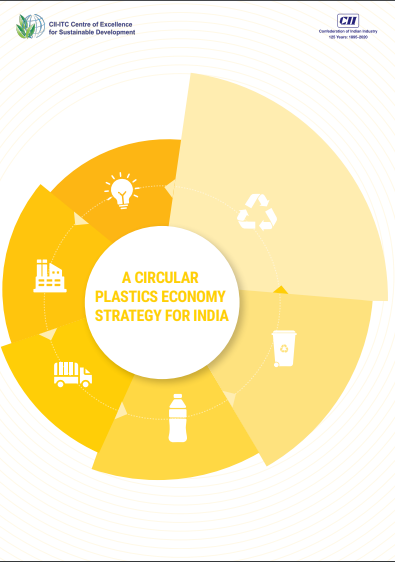 CII-ITC Centre of Excellence
for Sustainable Development
CII
Confederation of Indian Industry
125 Years: 1895-2020
A CIRCULAR
PLASTICS ECONOMY
STRATEGY FOR INDIA